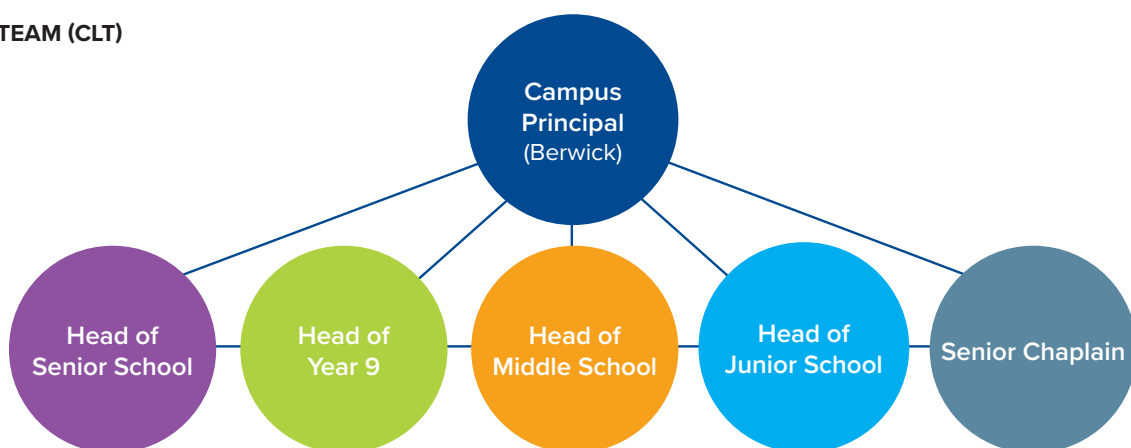 TEAM (CLT)
Campus
Principal
(Berwick)
Head of
Senior School
Head of
Year 9
Head of
Middle School
Head of
Junior School
Senior Chaplain